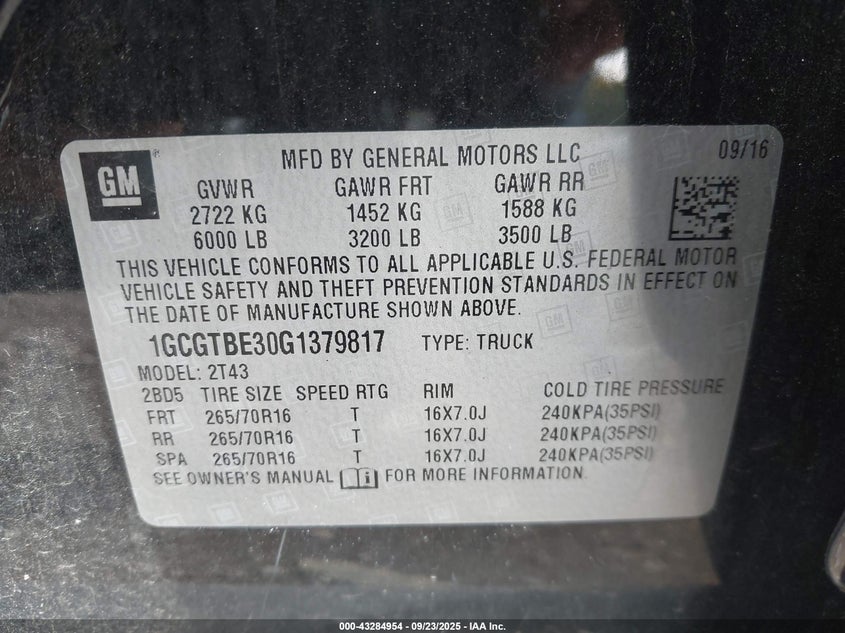 GM
MFD BY GENERAL MOTORS LLC
09/16
GVWR GAWR FRT GAWR RR
2722 KG 1452 KG 1588 KG
6000 LB 3200 LB 3500 LB
THIS VEHICLE CONFORMS TO ALL APPLICABLE U.S. FEDERAL MOTOR
VEHICLE SAFETY AND THEFT PREVENTION STANDARDS IN EFFECT ON
THE DATE OF MANUFACTURE SHOWN ABOVE.
1GCGTBE30G1379817 TYPE: TRUCK
MODEL: 2T43
2BD5 TIRE SIZE SPEED RTG RIM COLD TIRE PRESSURE
FRT 265/70R16 T 16X7.0J 240KPA(35PSI)
RR 265/70R16 T 16X7.0J 240KPA(35PSI)
SPA 265/70R16 T 16X7.0J 240KPA(35PSI)
SEE OWNER'S MANUAL FOR MORE INFORMATION.
000-43284954 - 09/23/2025 - IAA Inc.